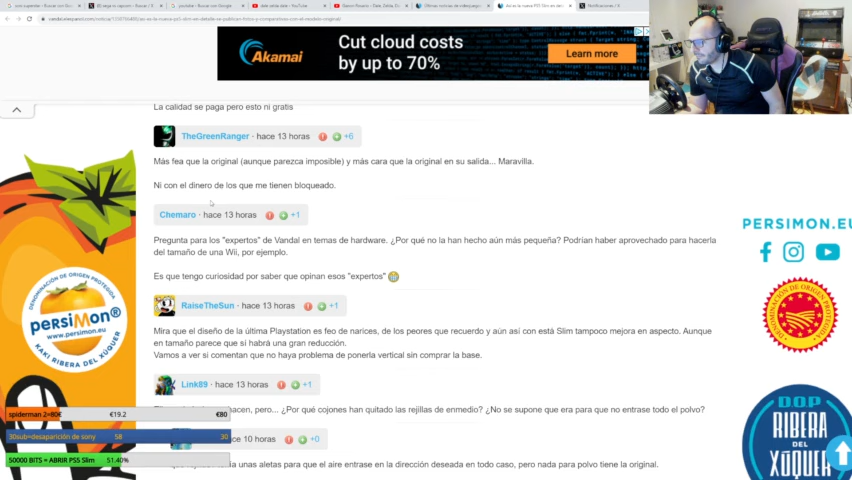 Akamai
Cut cloud costs
by up to 70%
Learn more
La calidad se paga pero esto ni gratis
TheGreenRanger · hace 13 horas +6
Más fea que la original (aunque parezca imposible) y más cara que la original en su salida... Maravilla.
Ni con el dinero de los que me tienen bloqueado.
Chemaro · hace 13 horas +1
Pregunta para los "expertos" de Vandal en temas de hardware. ¿Por qué no la han hecho aún más pequeña? Podrían haber aprovechado para hacerla
del tamaño de una Wii, por ejemplo.
Es que tengo curiosidad por saber que opinan esos "expertos"
RaiseTheSun · hace 13 horas +1
Mira que el diseño de la última Playstation es feo de narices, de los peores que recuerdo y aún así con está Slim tampoco mejora en aspecto. Aunque
en tamaño parece que si habrá una gran reducción.
Vamos a ver si comentan que no haya problema de ponerla vertical sin comprar la base.
Link89 · hace 13 horas +1
hacen, pero... ¿Por qué cojones han quitado las rejillas de enmedio? ¿No se supone que era para que no entrase todo el polvo?
hace 10 horas +0
unas aletas para que el aire entrase en la dirección deseada en todo caso, pero nada para polvo tiene la original.
DENOMINACIÓN DE ORIGEN PROTEGIDA
persiMon®
www.persimon.eu
KAKI RIBERA DEL XÚQUER
spiderman 2=80€ €19.2 €80
30sub=desaparición de sony 58 30
50000 BITS = ABRIR PS5 Slim 51.40%
PERSIMON.EU
DENOMINACIÓN DE ORIGEN PROTEGIDA
DOP
RIBERA
DEL
XÚQUER